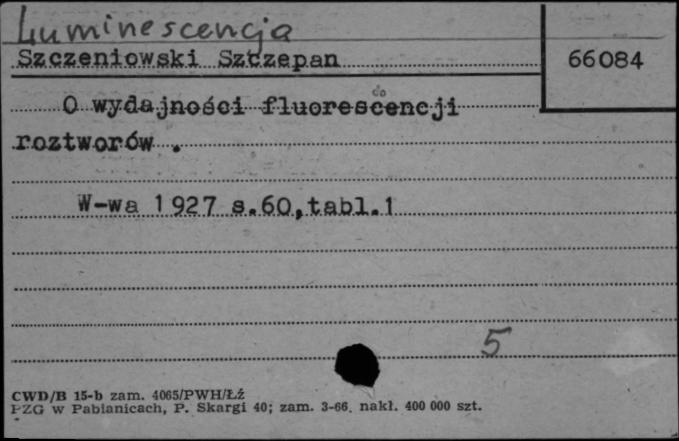 Luminescencja
Szczeniowski Szczepan
66084
O wydajności fluorescencji
roztworów .
W-wa 1927 s.60,tabl.1
5
CWD/B 15-b zam. 4065/PWH/Łź
PZG w Pabianicach, P. Skargi 40; zam. 3-66. nakł. 400 000 szt.